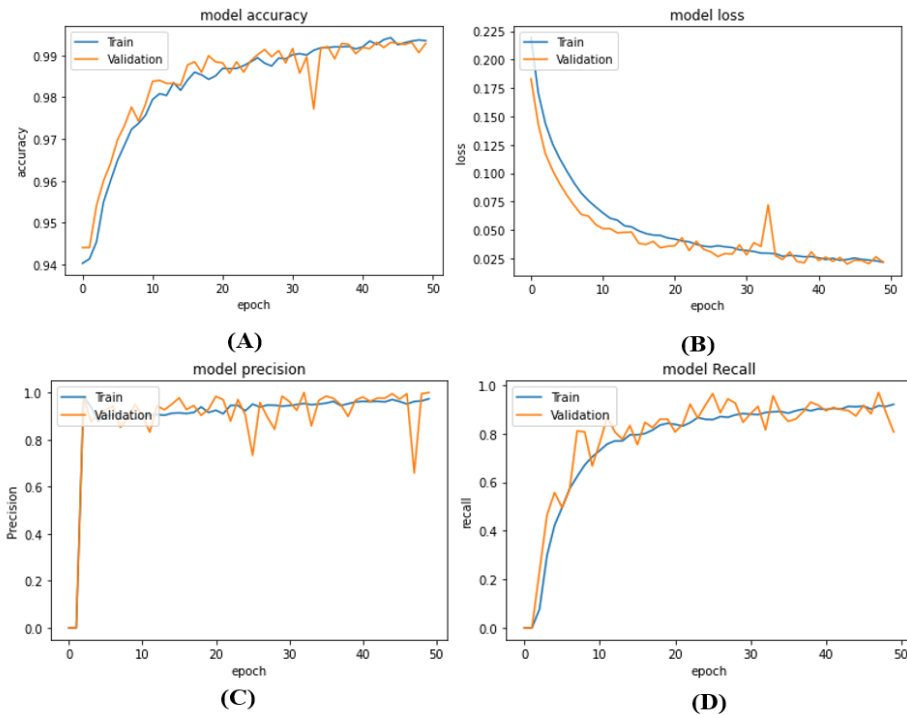 model accuracy
Train
Validation
0.99
0.98
0.97
0.96
0.95
0.94
accuracy
0 10 20 30 40 50
epoch
(A)
model loss
Train
Validation
0.225
0.200
0.175
0.150
0.125
0.100
0.075
0.050
0.025
loss
0 10 20 30 40 50
epoch
(B)
model precision
Train
Validation
1.0
0.8
0.6
0.4
0.2
0.0
Precision
0 10 20 30 40 50
epoch
(C)
model Recall
Train
Validation
1.0
0.8
0.6
0.4
0.2
0.0
recall
0 10 20 30 40 50
epoch
(D)